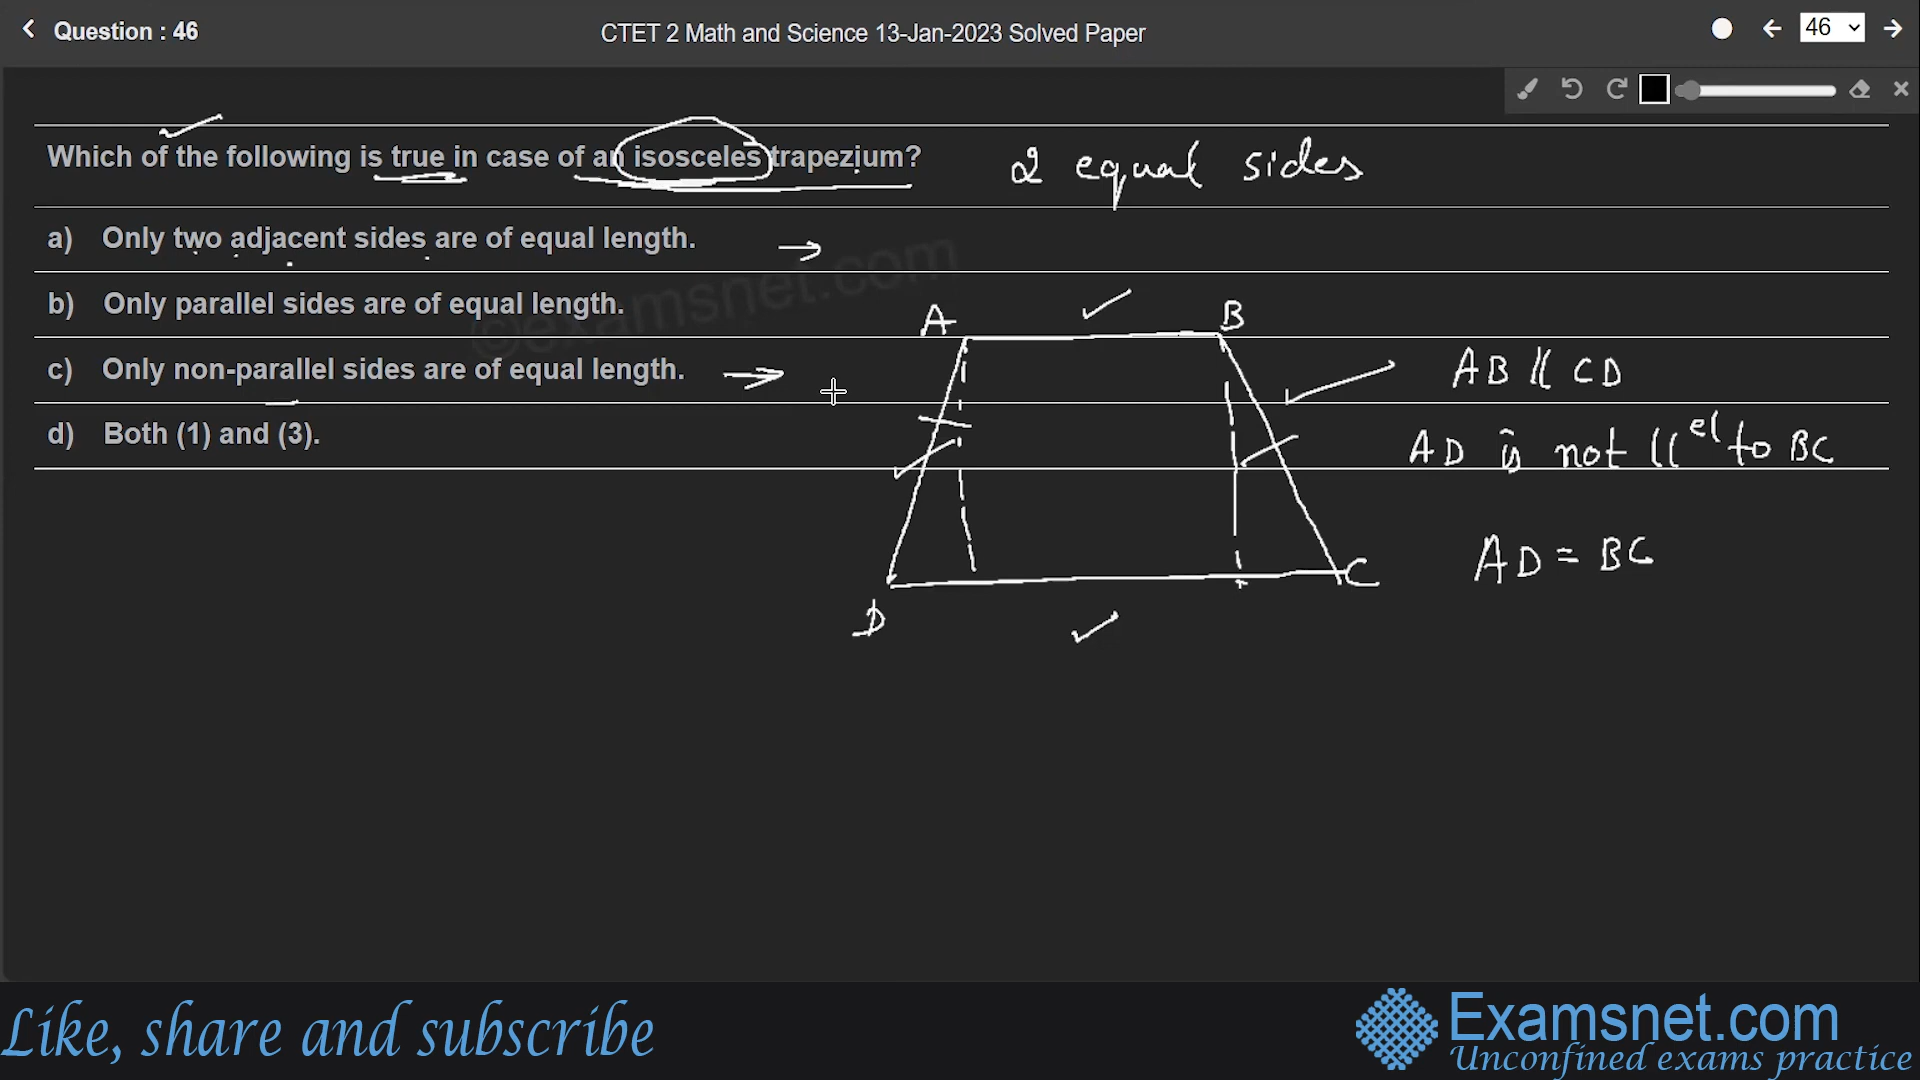 Question : 46
CTET 2 Math and Science 13-Jan-2023 Solved Paper
46
Which of the following is true in case of an isosceles trapezium?
2 equal sides
a) Only two adjacent sides are of equal length.
b) Only parallel sides are of equal length.
©examsnet.com
A B
c) Only non-parallel sides are of equal length.
AB || CD
d) Both (1) and (3).
AD is not ||el to BC
AD = BC
D C
Like, share and subscribe
Examsnet.com
Unconfined exams practice